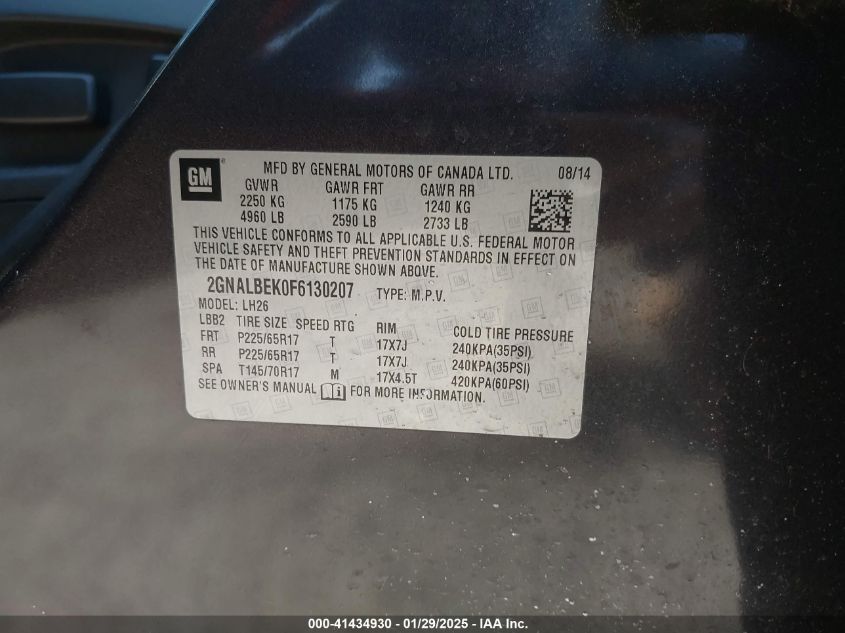 GM
MFD BY GENERAL MOTORS OF CANADA LTD. 08/14
GVWR GAWR FRT GAWR RR
2250 KG 1175 KG 1240 KG
4960 LB 2590 LB 2733 LB
THIS VEHICLE CONFORMS TO ALL APPLICABLE U.S. FEDERAL MOTOR
VEHICLE SAFETY AND THEFT PREVENTION STANDARDS IN EFFECT ON
THE DATE OF MANUFACTURE SHOWN ABOVE.
2GNALBEK0F6130207 TYPE: M.P.V.
MODEL: LH26
LBB2 TIRE SIZE SPEED RTG RIM COLD TIRE PRESSURE
FRT P225/65R17 T 17X7J 240KPA(35PSI)
RR P225/65R17 T 17X7J 240KPA(35PSI)
SPA T145/70R17 M 17X4.5T 420KPA(60PSI)
SEE OWNER'S MANUAL FOR MORE INFORMATION.
000-41434930 - 01/29/2025 - IAA Inc.